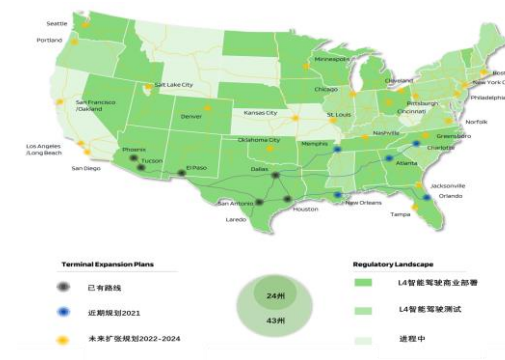 Seattle
Portland
Minneapolis
Salt Lake City
Chicago
Cleveland
Bost
New York C
Philadelphia
Pittsburgh
San Francisco
/Oakland
Denver
Kansas City
St. Louis
Cincinnati
Norfolk
Los Angeles
/Long Beach
Oklahoma City
Memphis
Nashville
Greensboro
Charlotte
Phoenix
Tucson
El Paso
Dallas
Atlanta
San Diego
San Antonio
Houston
New Orleans
Jacksonville
Orlando
Laredo
Tampa
Terminal Expansion Plans
已有路线
近期规划2021
未来扩张规划2022-2024
24州
43州
Regulatory Landscape
L4智能驾驶商业部署
L4智能驾驶测试
进程中